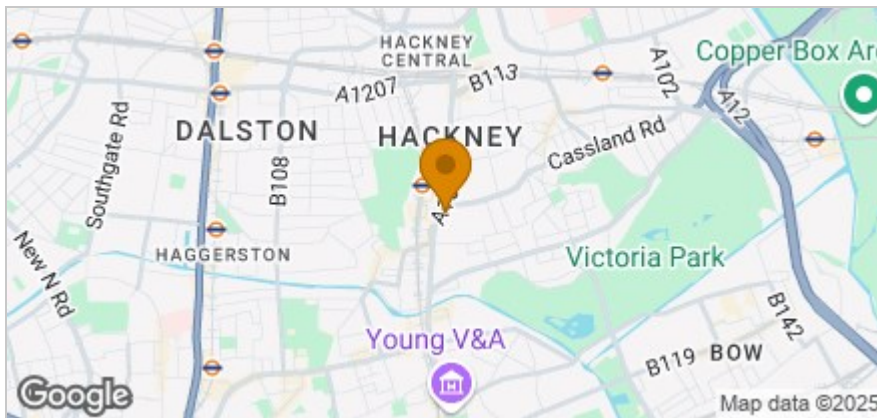 HACKNEY
CENTRAL
Copper Box Are
A102
B113
A1207
A12
DALSTON
HACKNEY
Cassland Rd
Southgate Rd
B108
HAGGERSTON
Victoria Park
New N Rd
B142
Young V&A
B119
BOW
Google
Map data ©2025